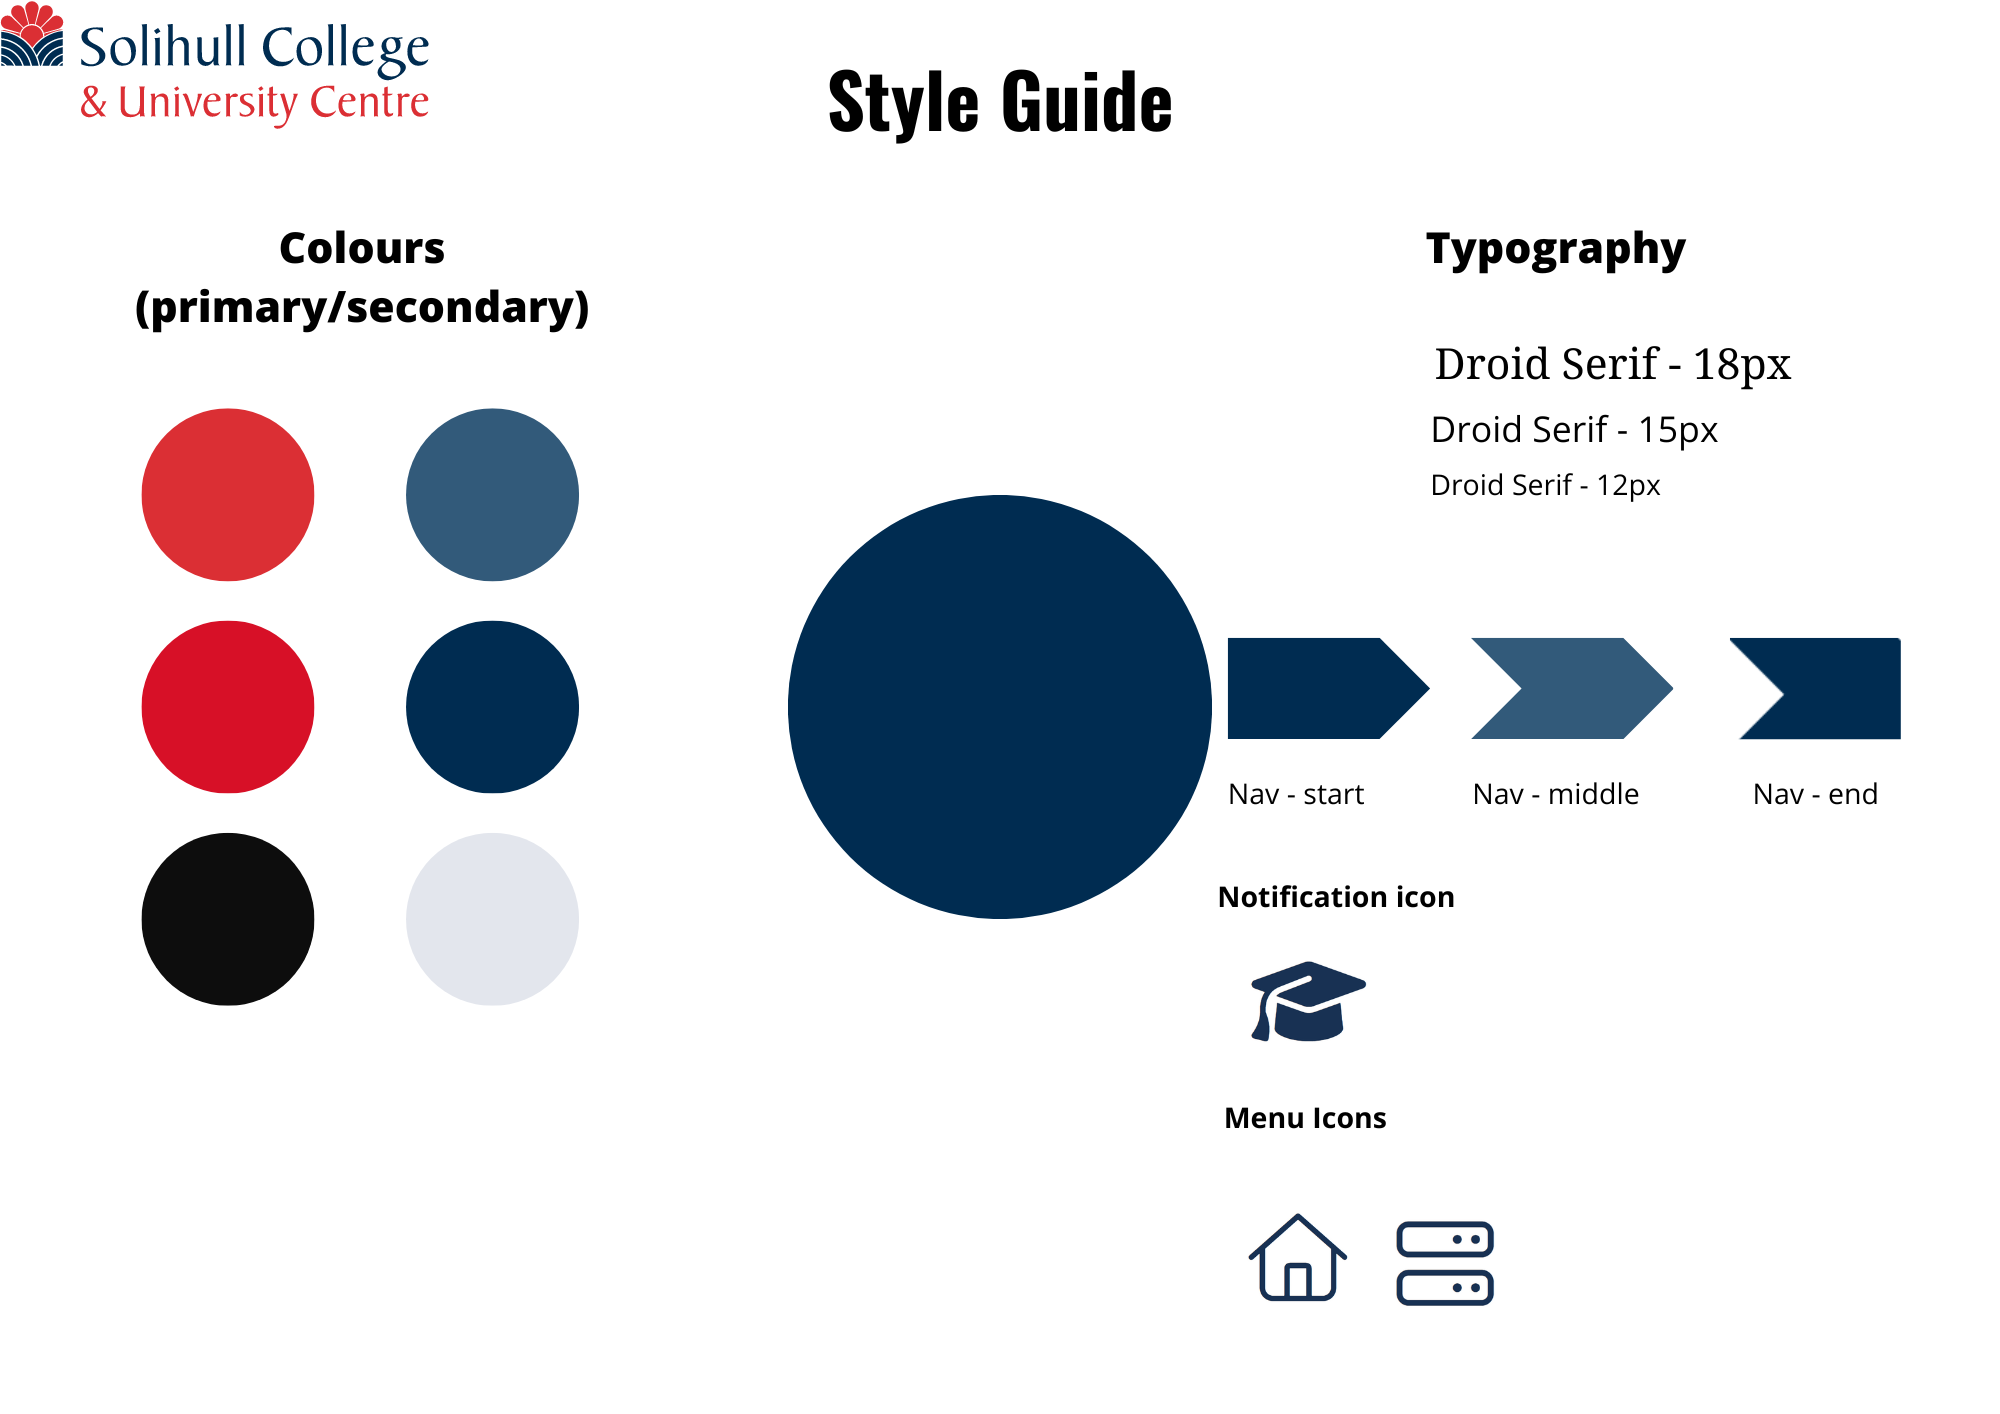 Solihull College
& University Centre
Style Guide
Colours
(primary/secondary)
Typography
Droid Serif - 18px
Droid Serif - 15px
Droid Serif - 12px
Nav - start
Nav - middle
Nav - end
Notification icon
Menu Icons